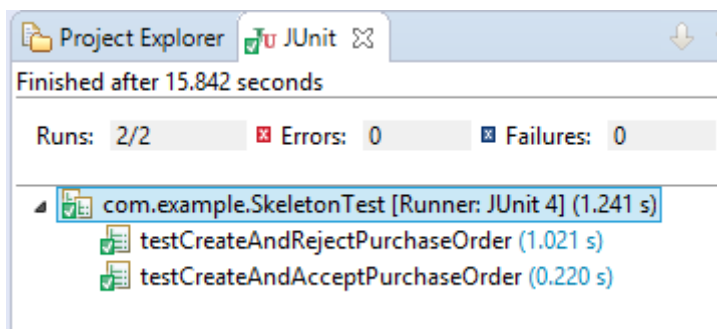 Project Explorer JUnit
Finished after 15.842 seconds
Runs: 2/2 Errors: 0 Failures: 0
com.example.SkeletonTest [Runner: JUnit 4] (1.241 s)
testCreateAndRejectPurchaseOrder (1.021 s)
testCreateAndAcceptPurchaseOrder (0.220 s)